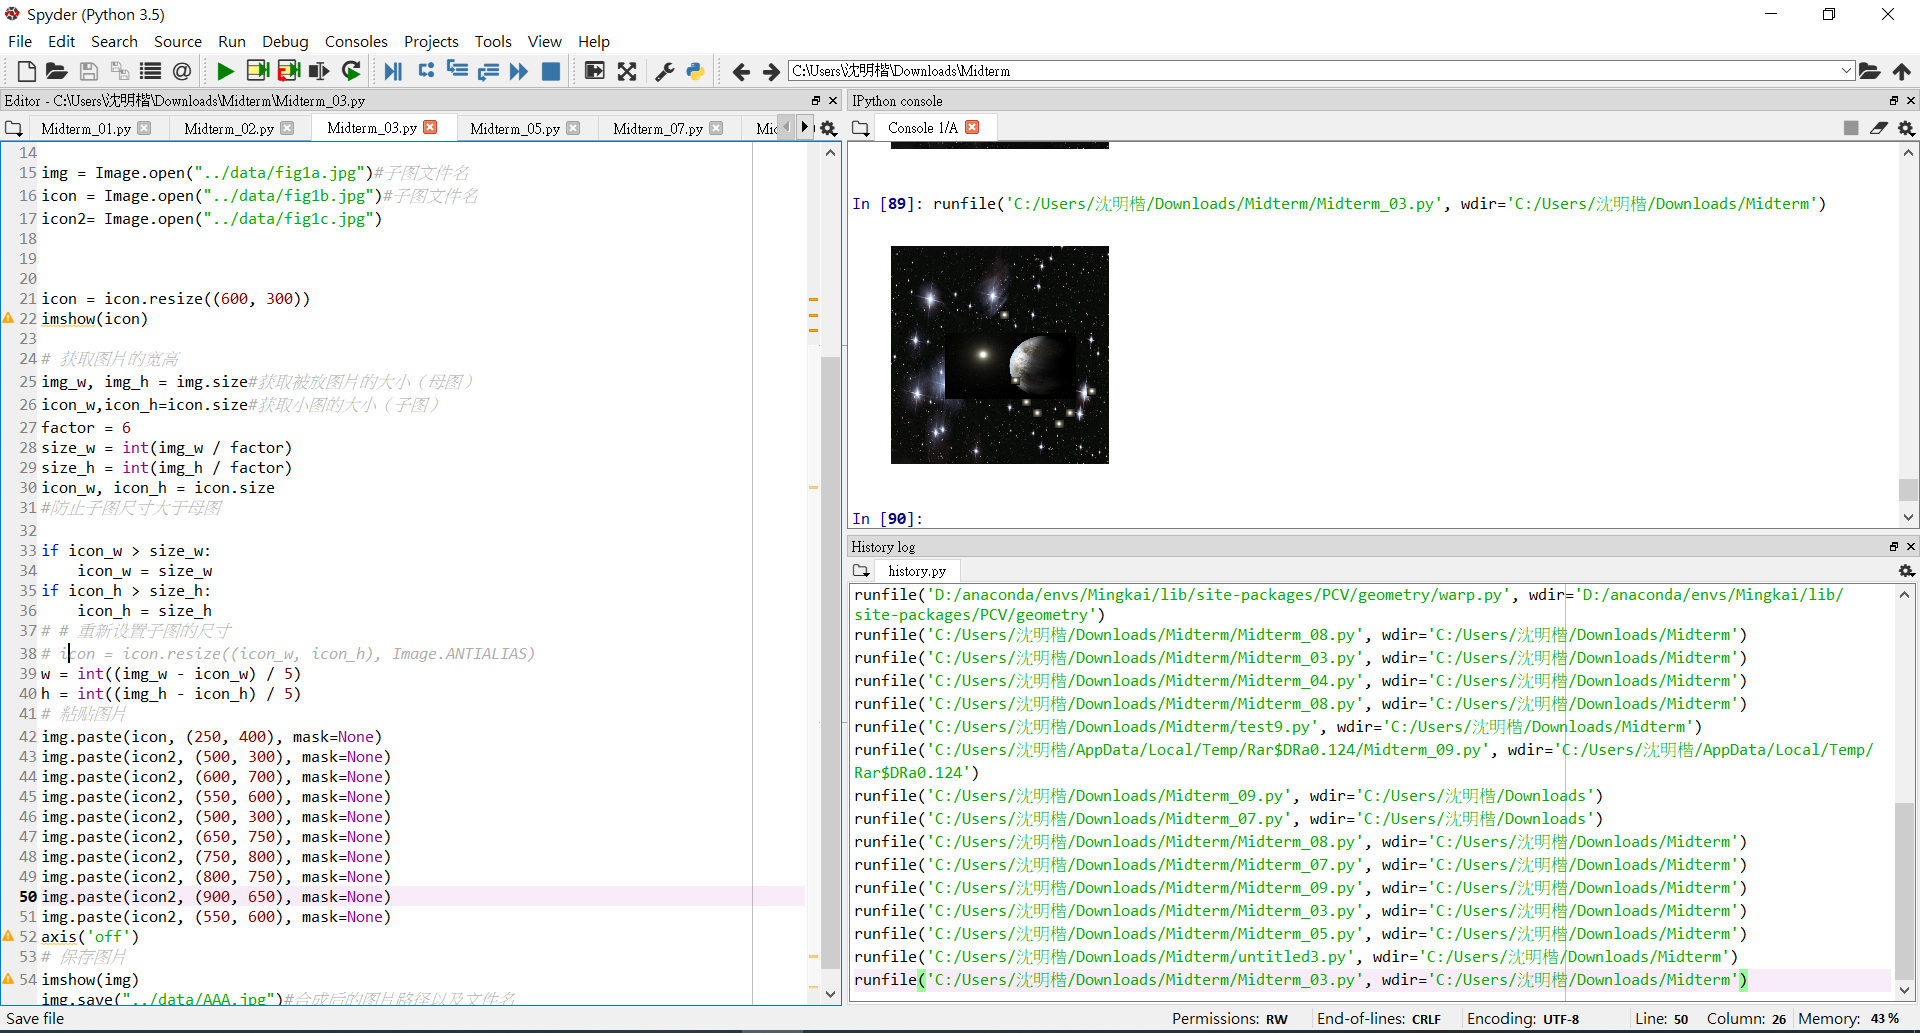 Spyder (Python 3.5)
File Edit Search Source Run Debug Consoles Projects Tools View Help
C:\Users\沈明楷\Downloads\Midterm
Editor - C:\Users\沈明楷\Downloads\Midterm\Midterm_03.py
Midterm_01.py Midterm_02.py Midterm_03.py Midterm_05.py Midterm_07.py Mic
14
15 img = Image.open("../data/fig1a.jpg")#子图文件名
16 icon = Image.open("../data/fig1b.jpg")#子图文件名
17 icon2= Image.open("../data/fig1c.jpg")
18
19
20
21 icon = icon.resize((600, 300))
22 imshow(icon)
23
24 # 获取图片的宽高
25 img_w, img_h = img.size#获取被放图片的大小（母图）
26 icon_w,icon_h=icon.size#获取小图的大小（子图）
27 factor = 6
28 size_w = int(img_w / factor)
29 size_h = int(img_h / factor)
30 icon_w, icon_h = icon.size
31 #防止子图尺寸大于母图
32
33 if icon_w > size_w:
34     icon_w = size_w
35 if icon_h > size_h:
36     icon_h = size_h
37 # # 重新设置子图的尺寸
38 # icon = icon.resize((icon_w, icon_h), Image.ANTIALIAS)
39 w = int((img_w - icon_w) / 5)
40 h = int((img_h - icon_h) / 5)
41 # 粘贴图片
42 img.paste(icon, (250, 400), mask=None)
43 img.paste(icon2, (500, 300), mask=None)
44 img.paste(icon2, (600, 700), mask=None)
45 img.paste(icon2, (550, 600), mask=None)
46 img.paste(icon2, (500, 300), mask=None)
47 img.paste(icon2, (650, 750), mask=None)
48 img.paste(icon2, (750, 800), mask=None)
49 img.paste(icon2, (800, 750), mask=None)
50 img.paste(icon2, (900, 650), mask=None)
51 img.paste(icon2, (550, 600), mask=None)
52 axis('off')
53 # 保存图片
54 imshow(img)
img.save("../data/AAA.jpg")#合成后的图片路径以及文件名
IPython console
Console 1/A
In [89]: runfile('C:/Users/沈明楷/Downloads/Midterm/Midterm_03.py', wdir='C:/Users/沈明楷/Downloads/Midterm')
In [90]:
History log
history.py
runfile('D:/anaconda/envs/Mingkai/lib/site-packages/PCV/geometry/warp.py', wdir='D:/anaconda/envs/Mingkai/lib/
site-packages/PCV/geometry')
runfile('C:/Users/沈明楷/Downloads/Midterm/Midterm_08.py', wdir='C:/Users/沈明楷/Downloads/Midterm')
runfile('C:/Users/沈明楷/Downloads/Midterm/Midterm_03.py', wdir='C:/Users/沈明楷/Downloads/Midterm')
runfile('C:/Users/沈明楷/Downloads/Midterm/Midterm_04.py', wdir='C:/Users/沈明楷/Downloads/Midterm')
runfile('C:/Users/沈明楷/Downloads/Midterm/Midterm_08.py', wdir='C:/Users/沈明楷/Downloads/Midterm')
runfile('C:/Users/沈明楷/Downloads/Midterm/test9.py', wdir='C:/Users/沈明楷/Downloads/Midterm')
runfile('C:/Users/沈明楷/AppData/Local/Temp/Rar$DRa0.124/Midterm_09.py', wdir='C:/Users/沈明楷/AppData/Local/Temp/
Rar$DRa0.124')
runfile('C:/Users/沈明楷/Downloads/Midterm_09.py', wdir='C:/Users/沈明楷/Downloads')
runfile('C:/Users/沈明楷/Downloads/Midterm_07.py', wdir='C:/Users/沈明楷/Downloads')
runfile('C:/Users/沈明楷/Downloads/Midterm/Midterm_08.py', wdir='C:/Users/沈明楷/Downloads/Midterm')
runfile('C:/Users/沈明楷/Downloads/Midterm/Midterm_07.py', wdir='C:/Users/沈明楷/Downloads/Midterm')
runfile('C:/Users/沈明楷/Downloads/Midterm/Midterm_09.py', wdir='C:/Users/沈明楷/Downloads/Midterm')
runfile('C:/Users/沈明楷/Downloads/Midterm/Midterm_03.py', wdir='C:/Users/沈明楷/Downloads/Midterm')
runfile('C:/Users/沈明楷/Downloads/Midterm/Midterm_05.py', wdir='C:/Users/沈明楷/Downloads/Midterm')
runfile('C:/Users/沈明楷/Downloads/Midterm/untitled3.py', wdir='C:/Users/沈明楷/Downloads/Midterm')
runfile('C:/Users/沈明楷/Downloads/Midterm/Midterm_03.py', wdir='C:/Users/沈明楷/Downloads/Midterm')
Save file Permissions: RW End-of-lines: CRLF Encoding: UTF-8 Line: 50 Column: 26 Memory: 43 %